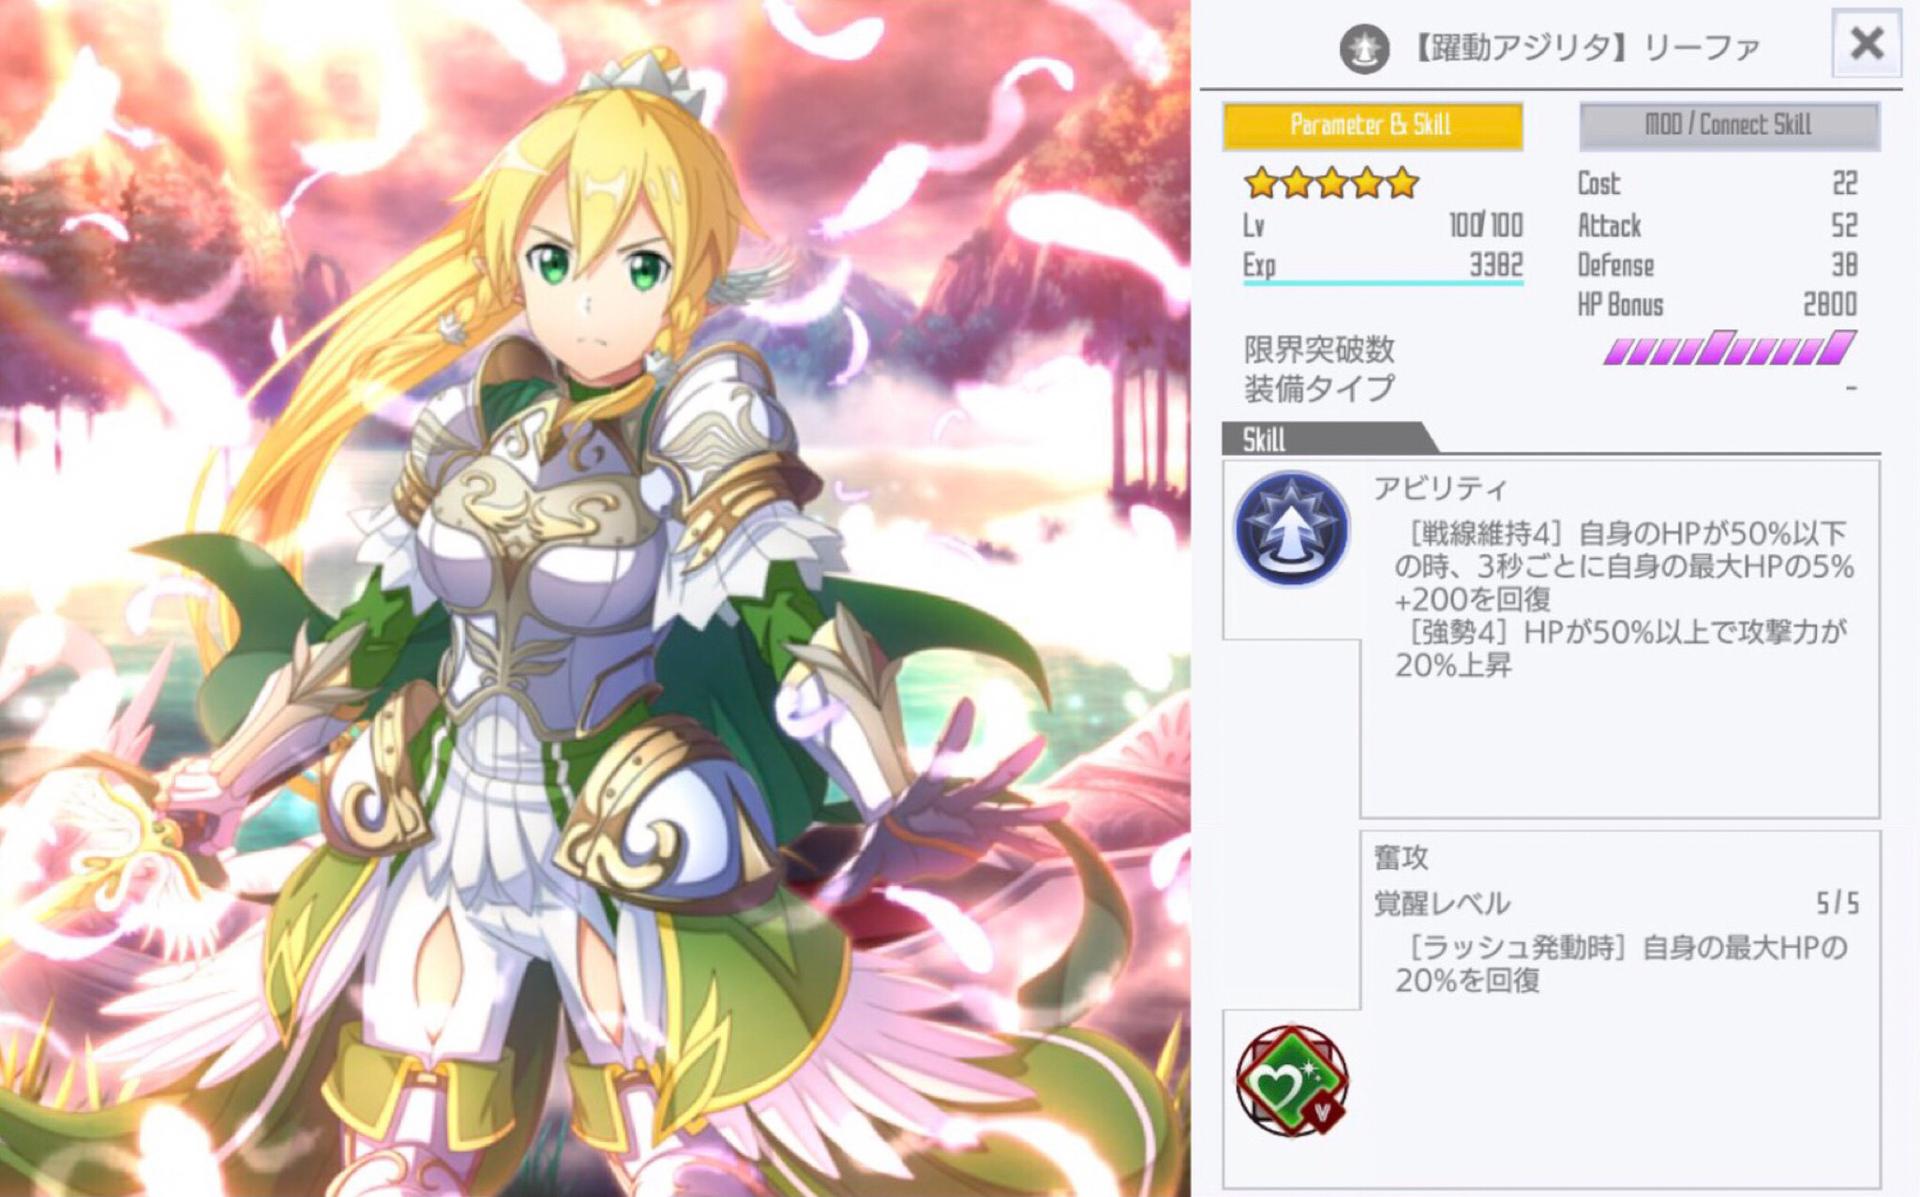 【躍動アジリタ】リーファ
Parameter & Skill
MOD / Connect Skill
Cost 22
Lv 100/100
Attack 52
Exp 3382
Defense 38
HP Bonus 2800
限界突破数
装備タイプ -
Skill
アビリティ
［戦線維持4］自身のHPが50%以下
の時、3秒ごとに自身の最大HPの5%
+200を回復
［強勢4］HPが50%以上で攻撃力が
20%上昇
奮攻
覚醒レベル 5/5
［ラッシュ発動時］自身の最大HPの
20%を回復
V